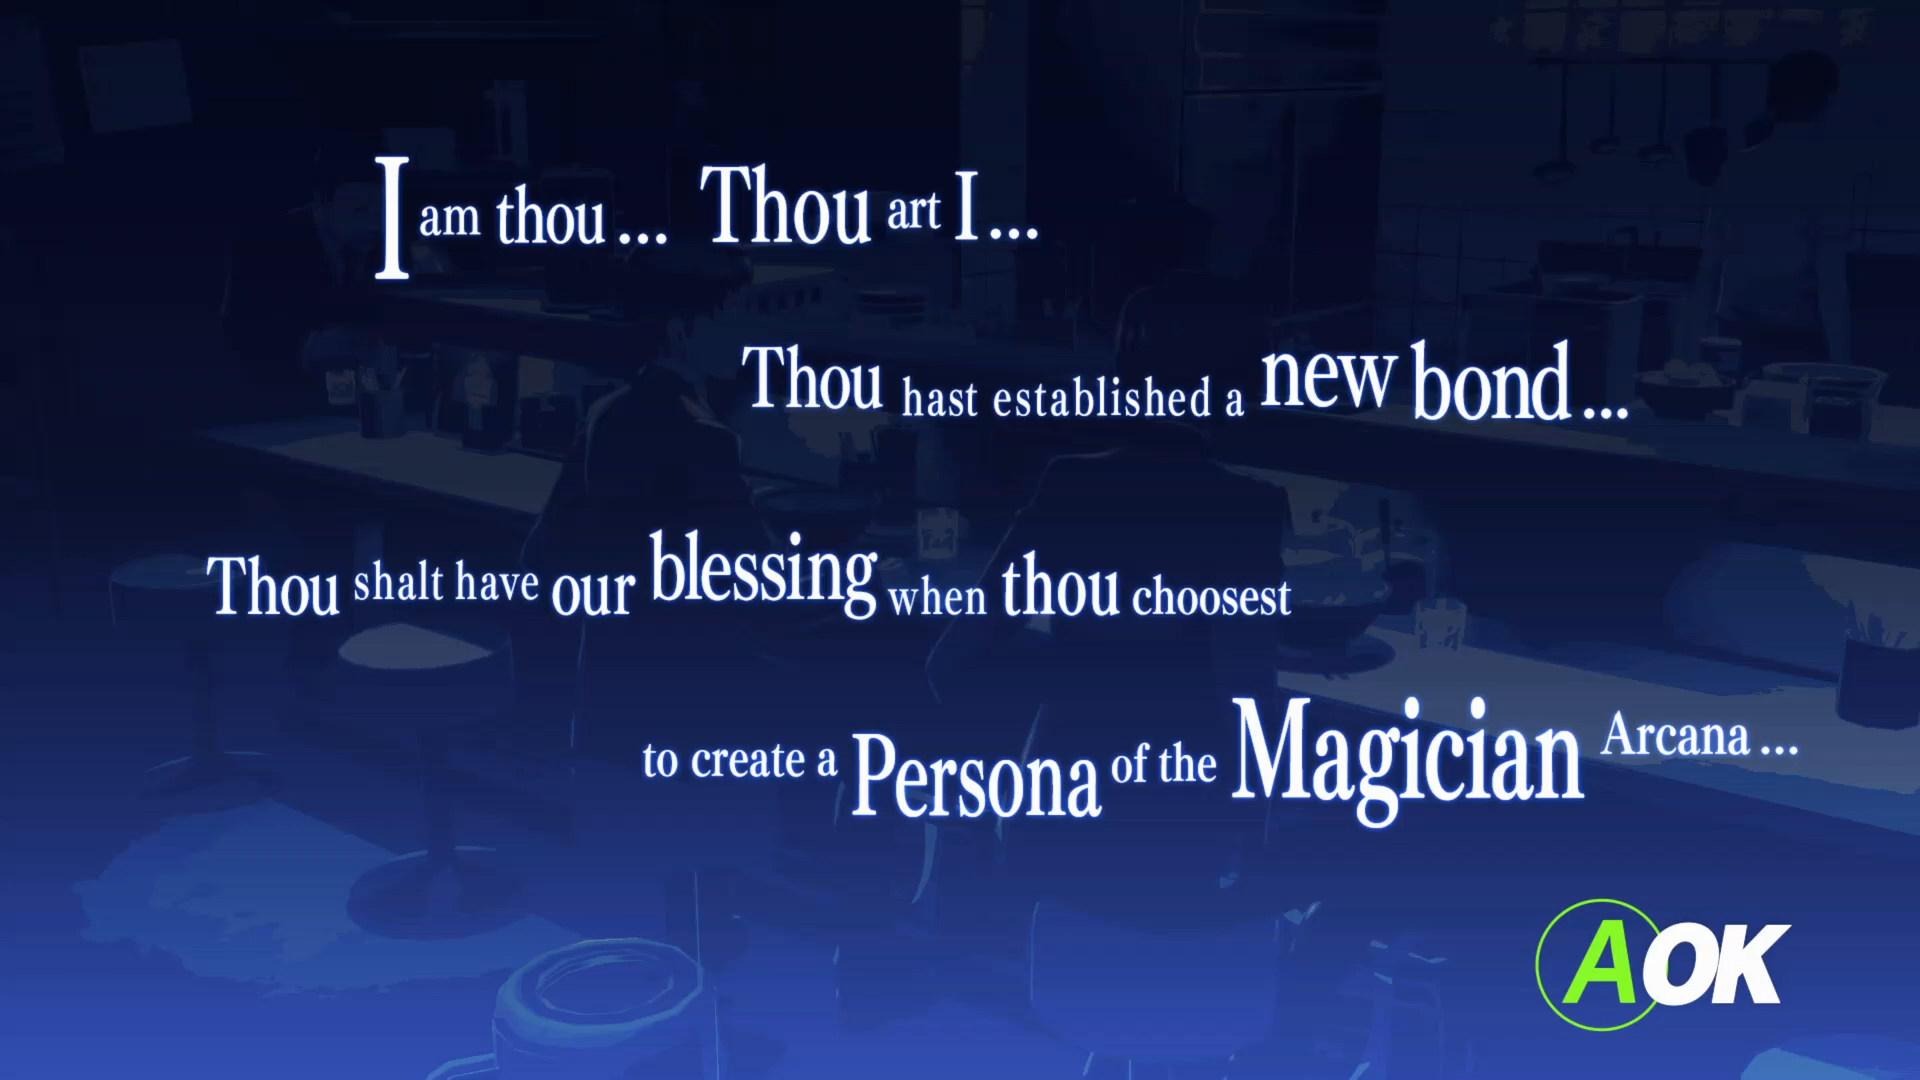 I am thou... Thou art I...
Thou hast established a new bond...
Thou shalt have our blessing when thou choosest
to create a Persona of the Magician Arcana...
A OK